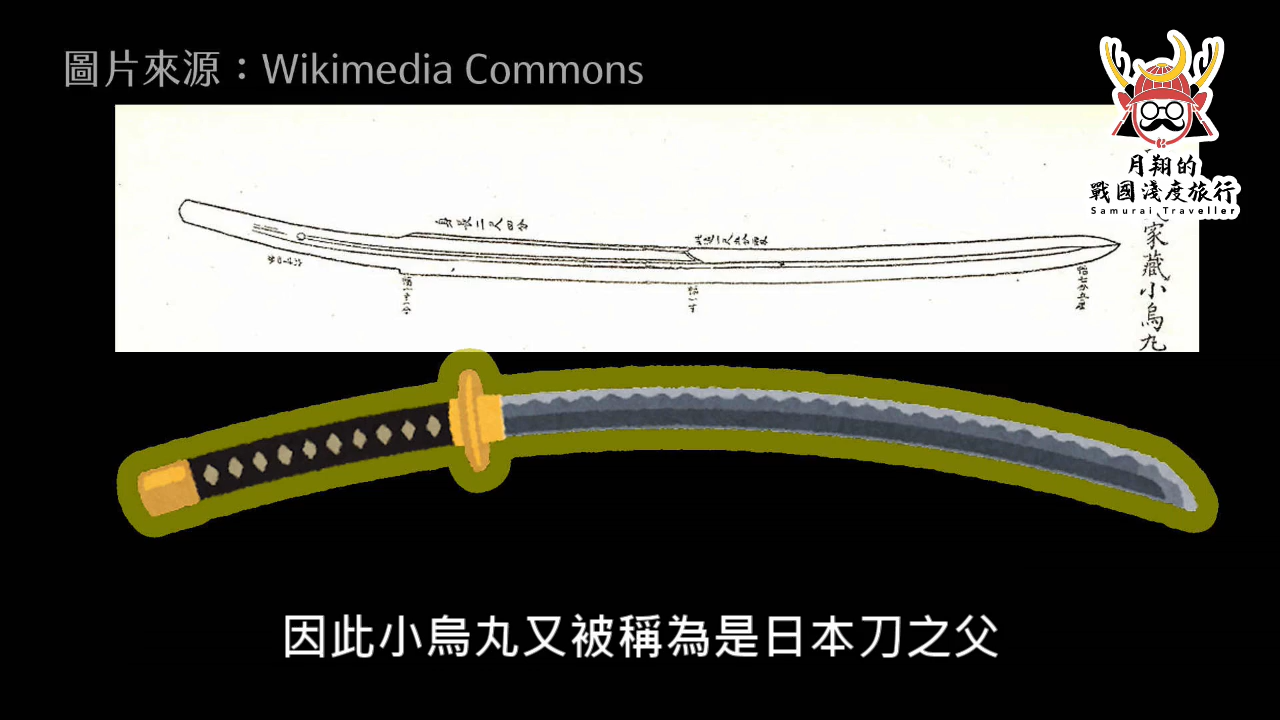 圖片來源：Wikimedia Commons
月翔的
戰國淺度旅行
Samurai Traveller
家藏小烏丸
因此小烏丸又被稱為是日本刀之父